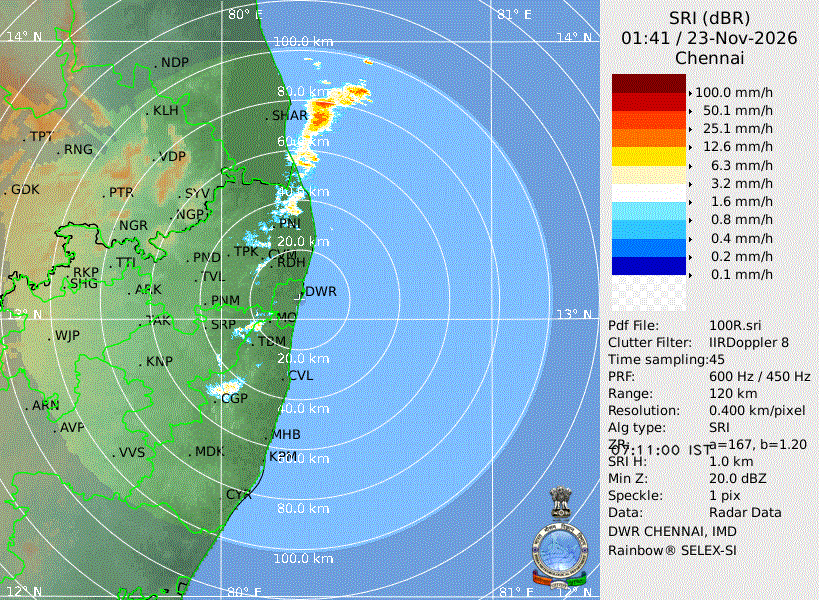 80° E
81° E
14° N
14° N
100.0 km
NDP
80.0 km
KLH
SHAR
TPT
60.0 km
RNG
VDP
GDK
PTR
SYV
40.0 km
NGP
NGR
PNI
20.0 km
TPK
PND
TTI
RDH
RKP
TVL
SHG
ARK
DWR
PNM
13° N
TAK
SRP
MO
13° N
WJP
TBM
20.0 km
KNP
CVL
CGP
ARN
40.0 km
AVP
MHB
VVS
MDK
KPM
60.0 km
CYR
80.0 km
100.0 km
12° N
80° E
81° E
12° N
SRI (dBR)
01:41 / 23-Nov-2026
Chennai
100.0 mm/h
50.1 mm/h
25.1 mm/h
12.6 mm/h
6.3 mm/h
3.2 mm/h
1.6 mm/h
0.8 mm/h
0.4 mm/h
0.2 mm/h
0.1 mm/h
Pdf File: 100R.sri
Clutter Filter: IIRDoppler 8
Time sampling:45
PRF: 600 Hz / 450 Hz
Range: 120 km
Resolution: 0.400 km/pixel
Alg type: SRI
ZR: a=167, b=1.20
07:11:00 IST
SRI H: 1.0 km
Min Z: 20.0 dBZ
Speckle: 1 pix
Data: Radar Data
DWR CHENNAI, IMD
Rainbow® SELEX-SI